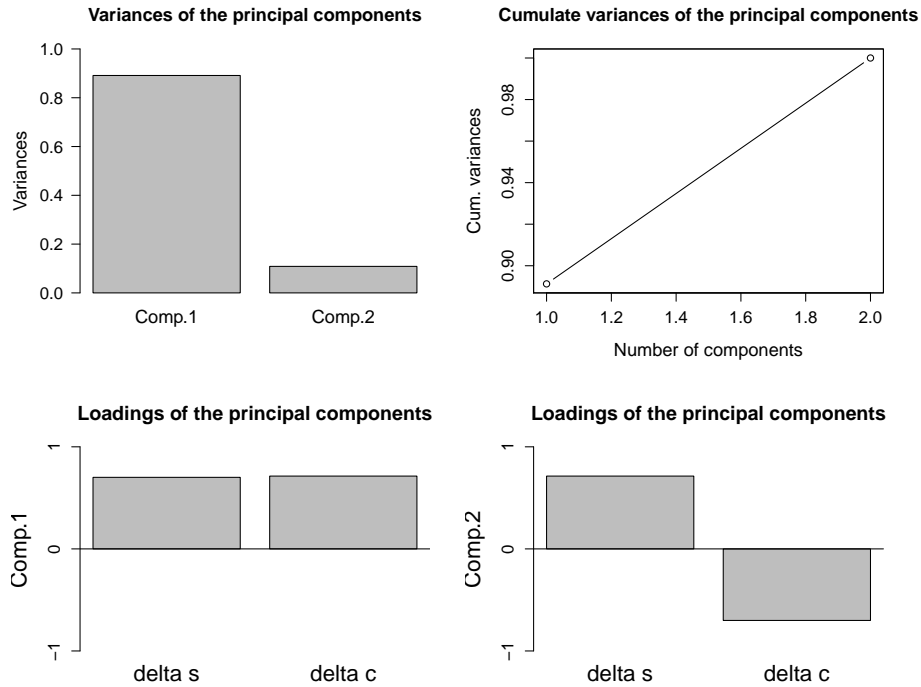 Variances of the principal components
Variances
0.0 0.2 0.4 0.6 0.8 1.0
Comp.1 Comp.2
Cumulate variances of the principal components
Cum. variances
0.90 0.94 0.98
1.0 1.2 1.4 1.6 1.8 2.0
Number of components
Loadings of the principal components
Comp.1
−1 0 1
delta s delta c
Loadings of the principal components
Comp.2
−1 0 1
delta s delta c